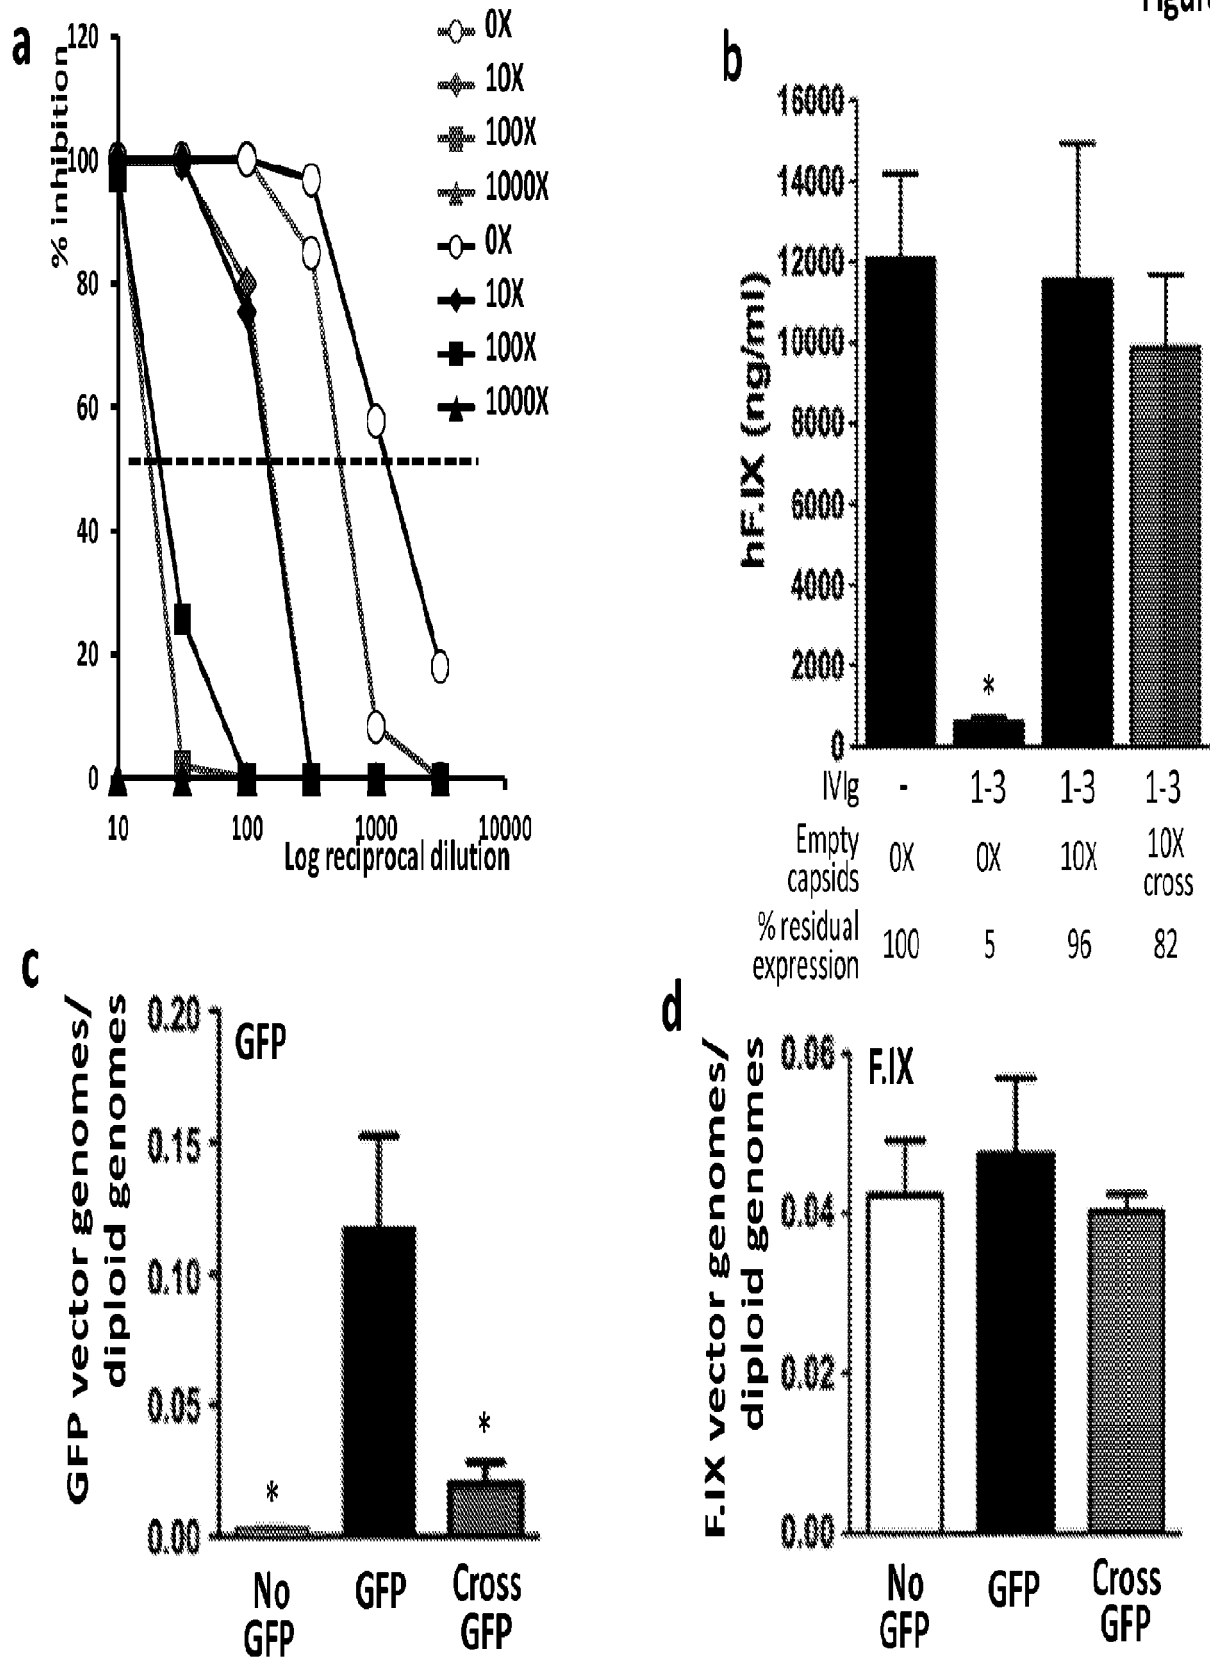 Figure
a
120
100
80
60
40
20
0
% inhibition
10
100
1000
10000
Log reciprocal dilution
0X
10X
100X
1000X
0X
10X
100X
1000X
b
16000
14000
12000
10000
8000
6000
4000
2000
0
hF.IX (ng/ml)
*
IVIg - 1-3 1-3 1-3
Empty
capsids 0X 0X 10X 10X
cross
% residual
expression 100 5 96 82
c
GFP vector genomes/
diploid genomes
0.20
0.15
0.10
0.05
0.00
GFP
*
*
No
GFP
GFP
Cross
GFP
d
F.IX vector genomes/
diploid genomes
0.06
0.04
0.02
0.00
F.IX
No
GFP
GFP
Cross
GFP